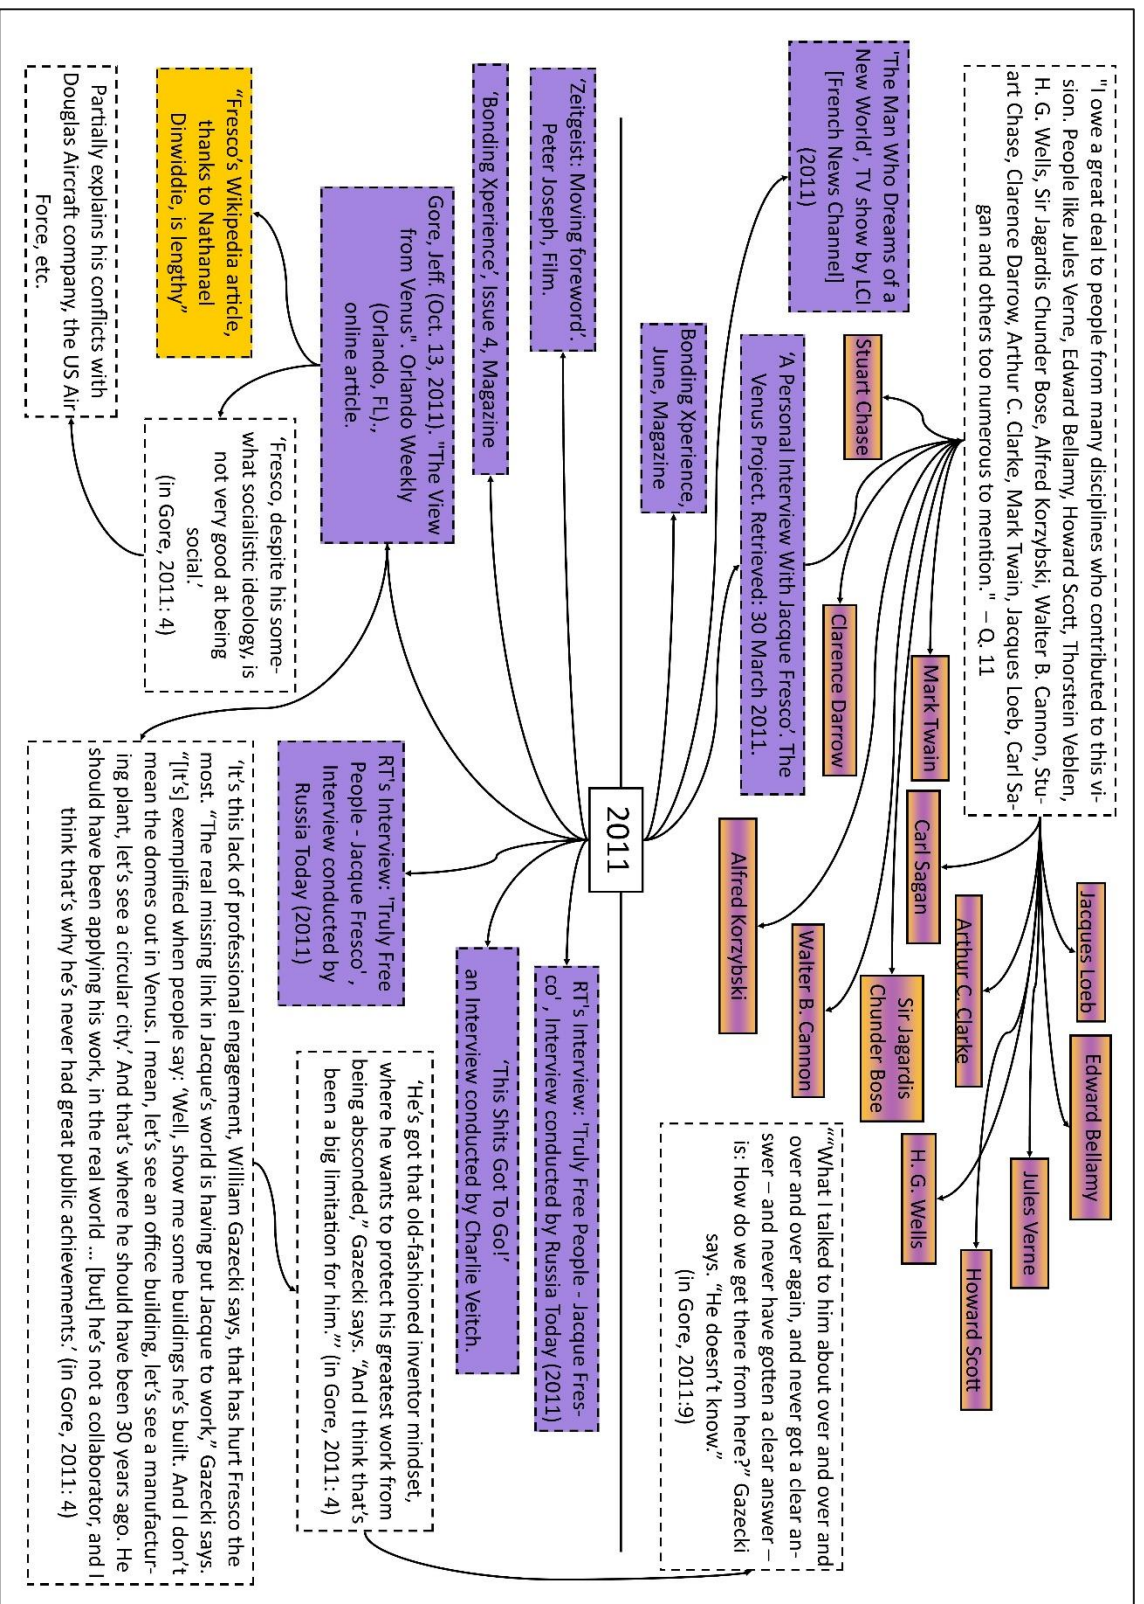 "I owe a great deal to people from many disciplines who contributed to this vi-
sion. People like Jules Verne, Edward Bellamy, Howard Scott, Thorstein Veblen,
H. G. Wells, Sir Jagardis Chunder Bose, Alfred Korzybski, Walter B. Cannon, Stu-
art Chase, Clarence Darrow, Arthur C. Clarke, Mark Twain, Jacques Loeb, Carl Sa-
gan and others too numerous to mention." – Q. 11
Jacques Loeb
Edward Bellamy
Arthur C. Clarke
Jules Verne
Howard Scott
Carl Sagan
H. G. Wells
Mark Twain
Sir Jagardis
Chunder Bose
Stuart Chase
Clarence Darrow
Walter B. Cannon
Alfred Korzybski
'The Man Who Dreams of a
New World', TV show by LCI
[French News Channel]
(2011)
'A Personal Interview With Jacque Fresco'. The
Venus Project. Retrieved: 30 March 2011.
Bonding Xperience,
June, Magazine
""What I talked to him about over and over and
over and over again, and never got a clear an-
swer – and never have gotten a clear answer –
is: How do we get there from here?” Gazecki
says. “He doesn’t know.”
(in Gore, 2011:9)
2011
‘Zeitgeist: Moving foreword’.
Peter Joseph, Film.
‘Bonding Xperience’, Issue 4, Magazine
Gore, Jeff. (Oct. 13, 2011). "The View
from Venus". Orlando Weekly
(Orlando, FL).,
online article.
“Fresco’s Wikipedia article,
thanks to Nathanael
Dinwiddie, is lengthy”
‘Fresco, despite his some-
what socialistic ideology, is
not very good at being
social.’
(in Gore, 2011: 4)
Partially explains his conflicts with
Douglas Aircraft company, the US Air
Force, etc.
RT's Interview: 'Truly Free People - Jacque Fres-
co', Interview conducted by Russia Today (2011)
‘This Shits Got To Go!’
an Interview conducted by Charlie Veitch.
RT's Interview: 'Truly Free
People - Jacque Fresco',
Interview conducted by
Russia Today (2011)
‘He’s got that old-fashioned inventor mindset,
where he wants to protect his greatest work from
being absconded,” Gazecki says. “And I think that’s
been a big limitation for him.”’ (in Gore, 2011: 4)
‘It’s this lack of professional engagement, William Gazecki says, that has hurt Fresco the
most. “The real missing link in Jacque’s world is having put Jacque to work,” Gazecki says.
“[It’s] exemplified when people say: ‘Well, show me some buildings he’s built. And I don’t
mean the domes out in Venus. I mean, let’s see an office building, let’s see a manufactur-
ing plant, let’s see a circular city.’ And that’s where he should have been 30 years ago. He
should have been applying his work, in the real world ... [but] he’s not a collaborator, and I
think that’s why he’s never had great public achievements.’ (in Gore, 2011: 4)